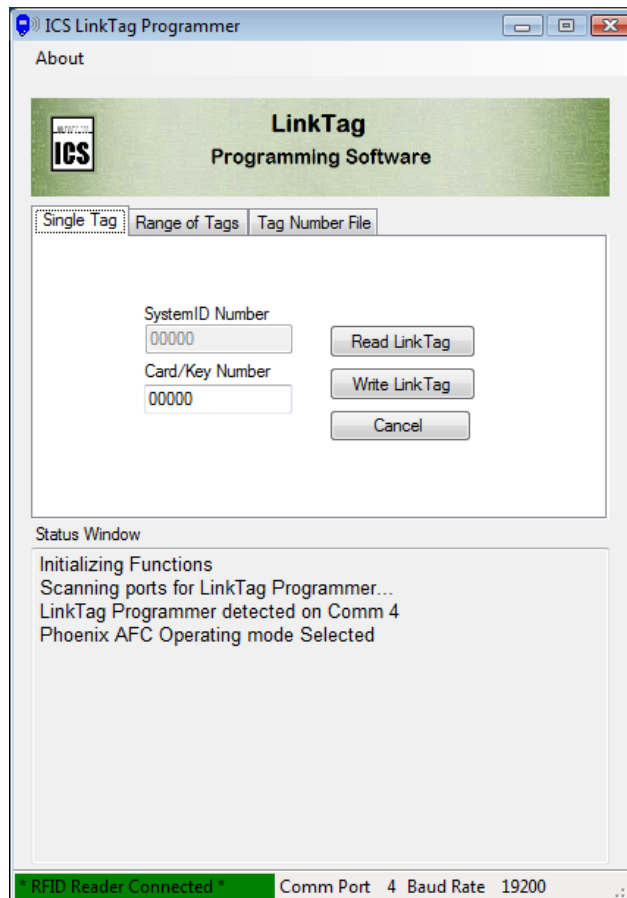 ICS LinkTag Programmer
About
ICS
LinkTag
Programming Software
Single Tag
Range of Tags
Tag Number File
SystemID Number
00000
Read LinkTag
Card/Key Number
00000
Write LinkTag
Cancel
Status Window
Initializing Functions
Scanning ports for LinkTag Programmer...
LinkTag Programmer detected on Comm 4
Phoenix AFC Operating mode Selected
* RFID Reader Connected * Comm Port 4 Baud Rate 19200